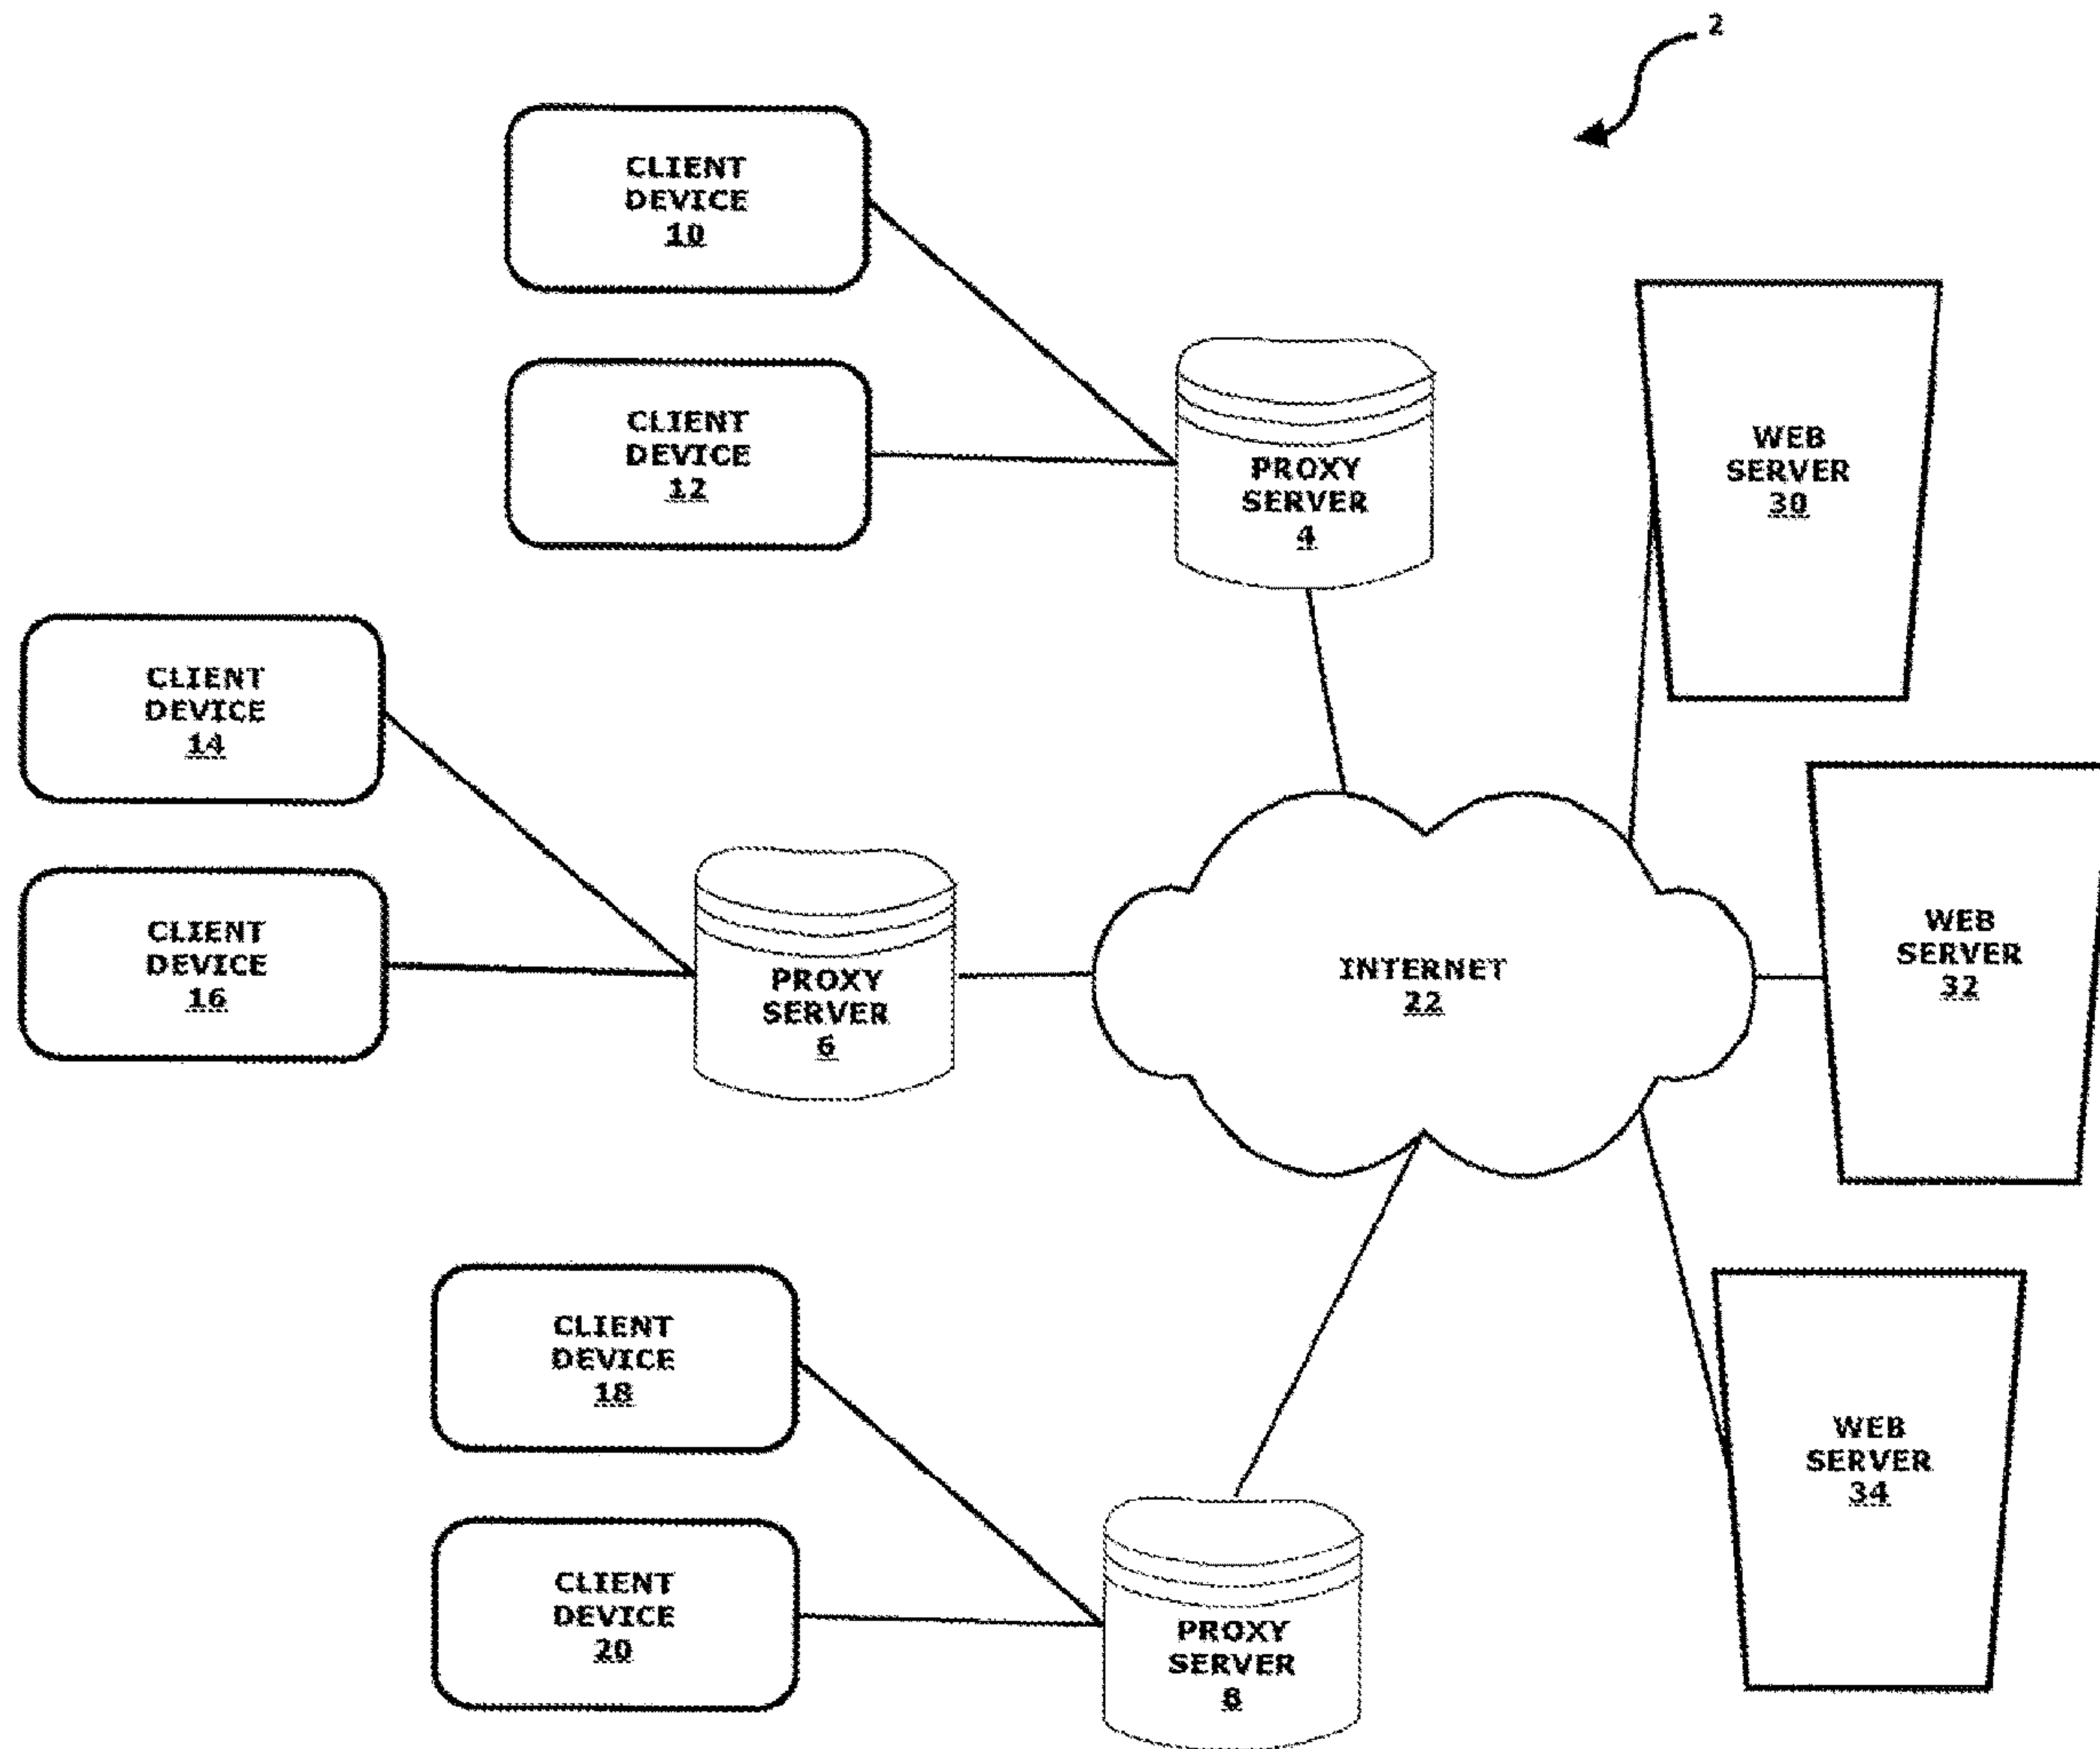 2
CLIENT
DEVICE
10
CLIENT
DEVICE
12
PROXY
SERVER
4
WEB
SERVER
30
CLIENT
DEVICE
14
CLIENT
DEVICE
16
PROXY
SERVER
6
INTERNET
22
WEB
SERVER
32
CLIENT
DEVICE
18
CLIENT
DEVICE
20
PROXY
SERVER
8
WEB
SERVER
34